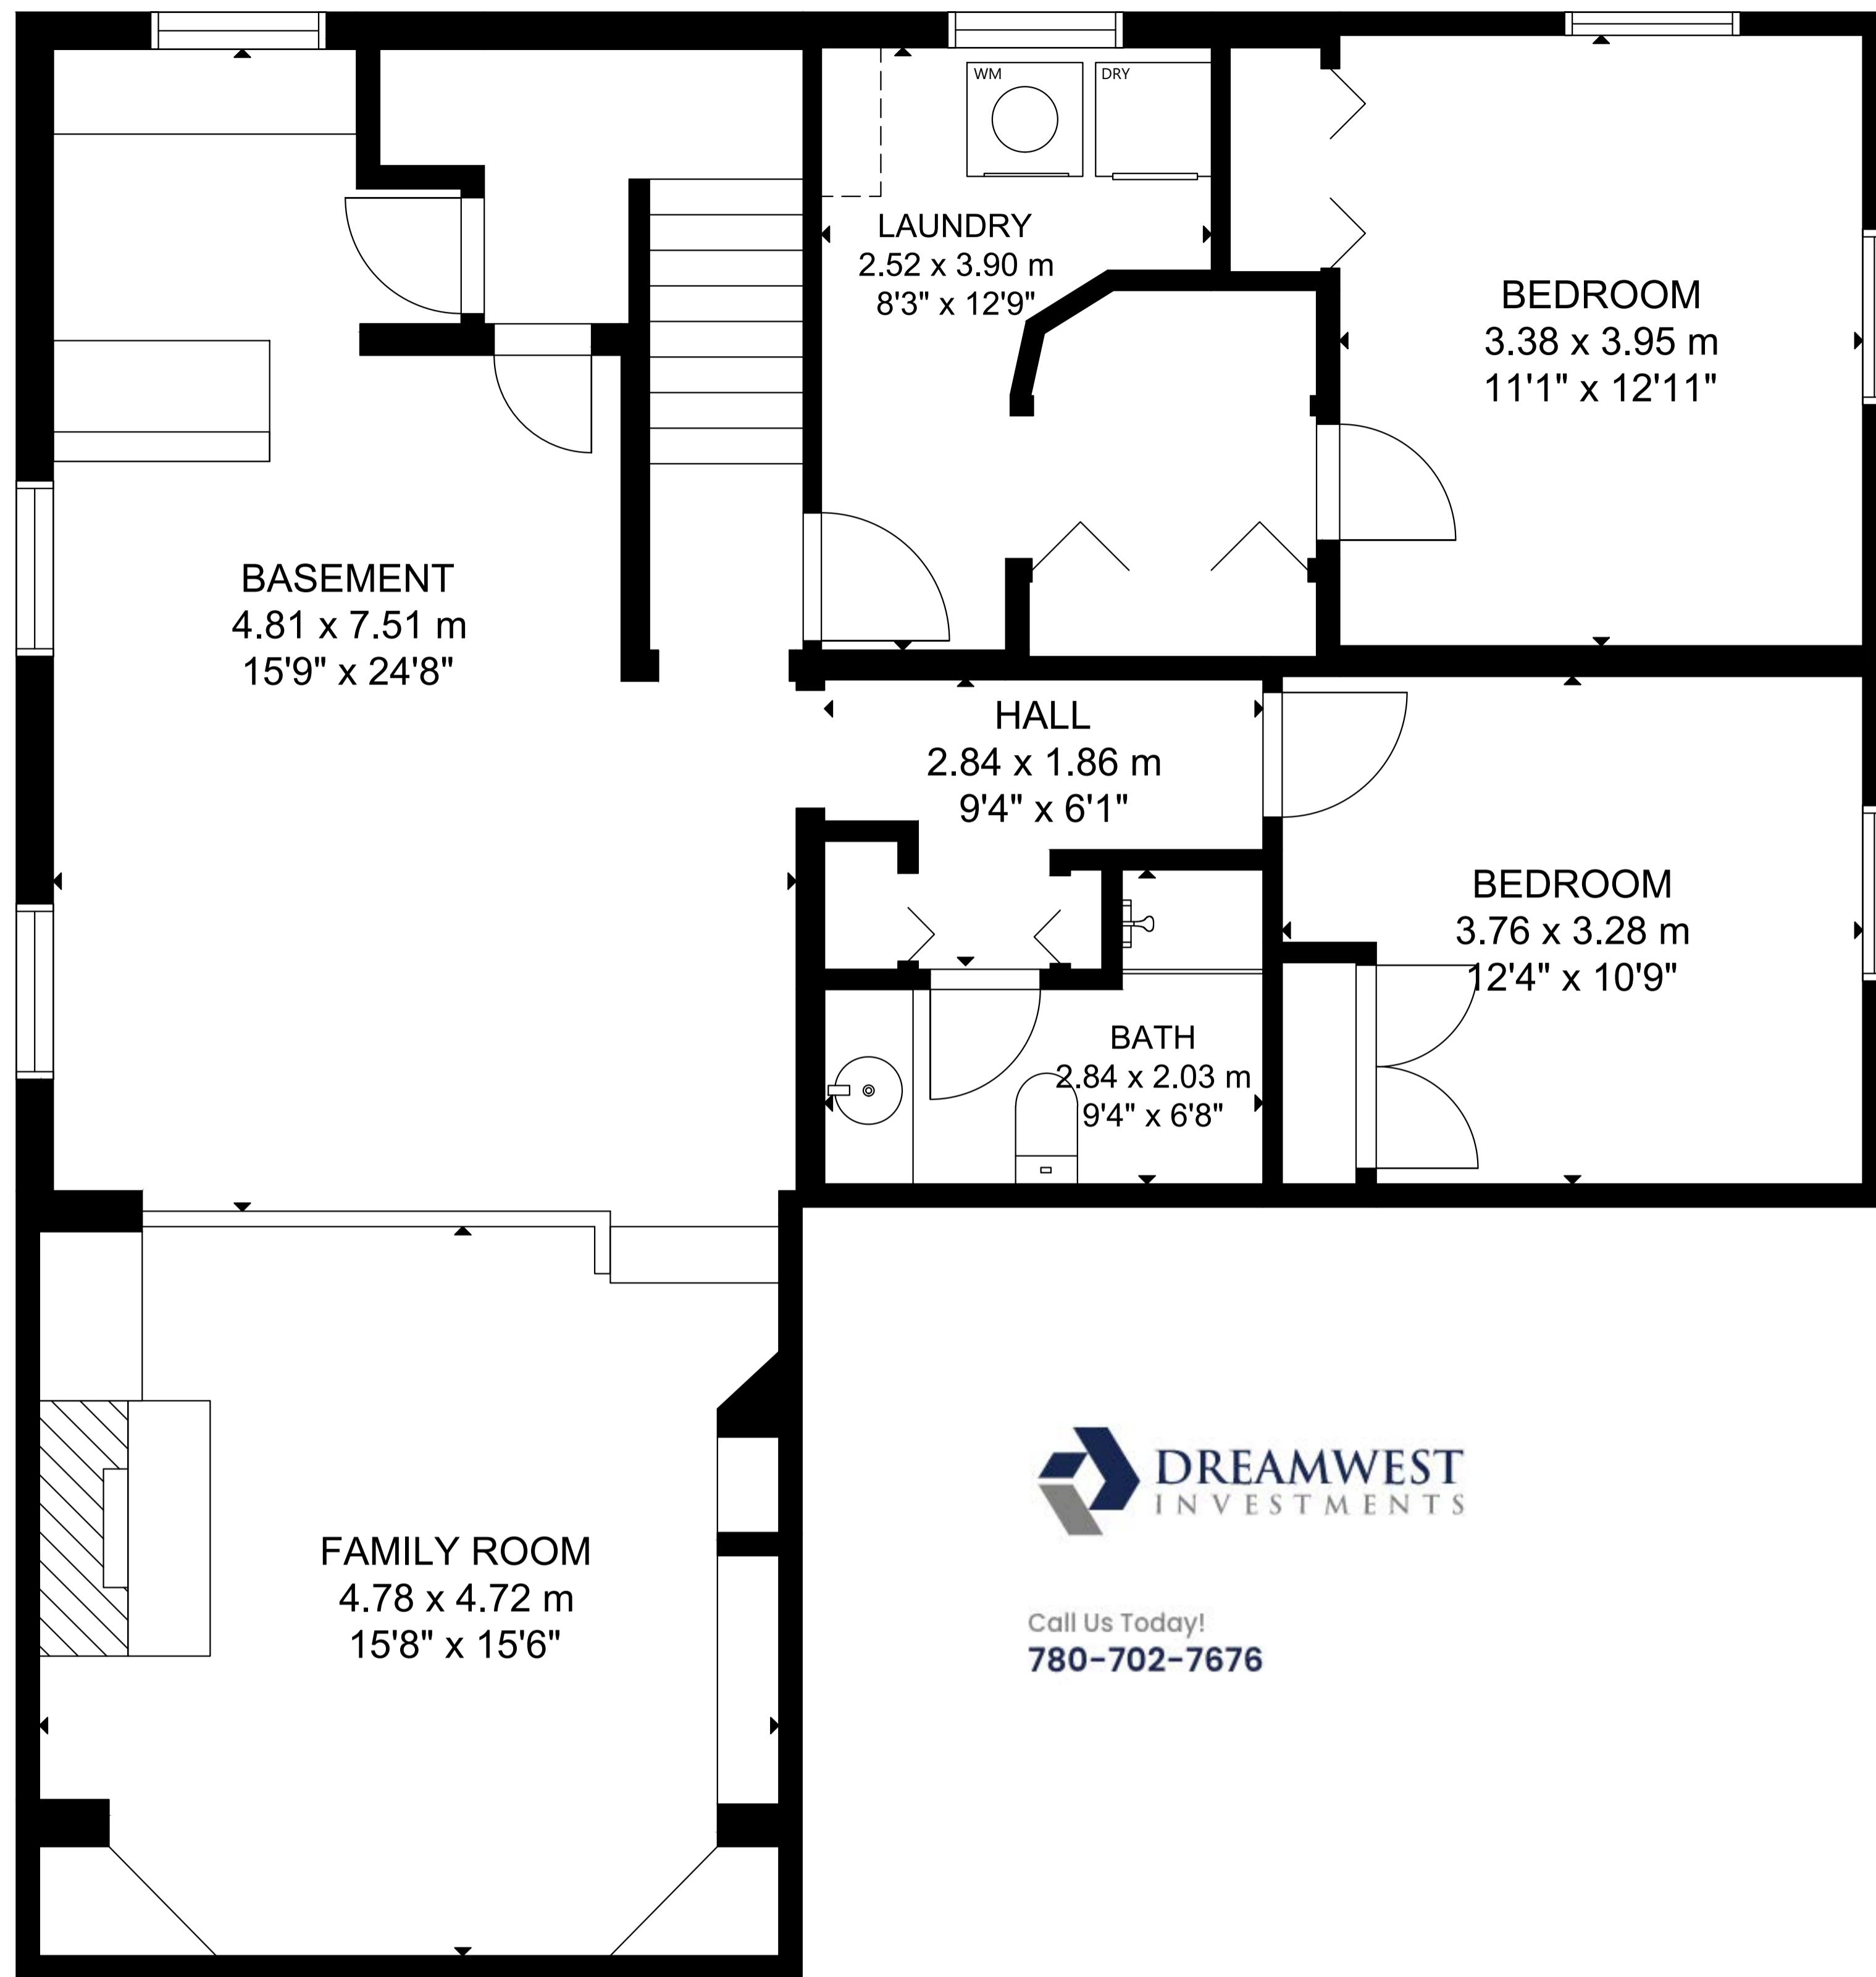 WM
DRY
LAUNDRY
2.52 x 3.90 m
8'3" x 12'9"
BEDROOM
3.38 x 3.95 m
11'1" x 12'11"
BASEMENT
4.81 x 7.51 m
15'9" x 24'8"
HALL
2.84 x 1.86 m
9'4" x 6'1"
BEDROOM
3.76 x 3.28 m
12'4" x 10'9"
BATH
2.84 x 2.03 m
9'4" x 6'8"
FAMILY ROOM
4.78 x 4.72 m
15'8" x 15'6"
DREAMWEST
INVESTMENTS
Call Us Today!
780-702-7676